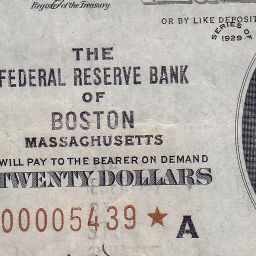 Register of the Treasury.
OR BY LIKE DEPOSIT
SERIES OF
1929
THE
FEDERAL RESERVE BANK
OF
BOSTON
MASSACHUSETTS
WILL PAY TO THE BEARER ON DEMAND
TWENTY DOLLARS
00005439★
A